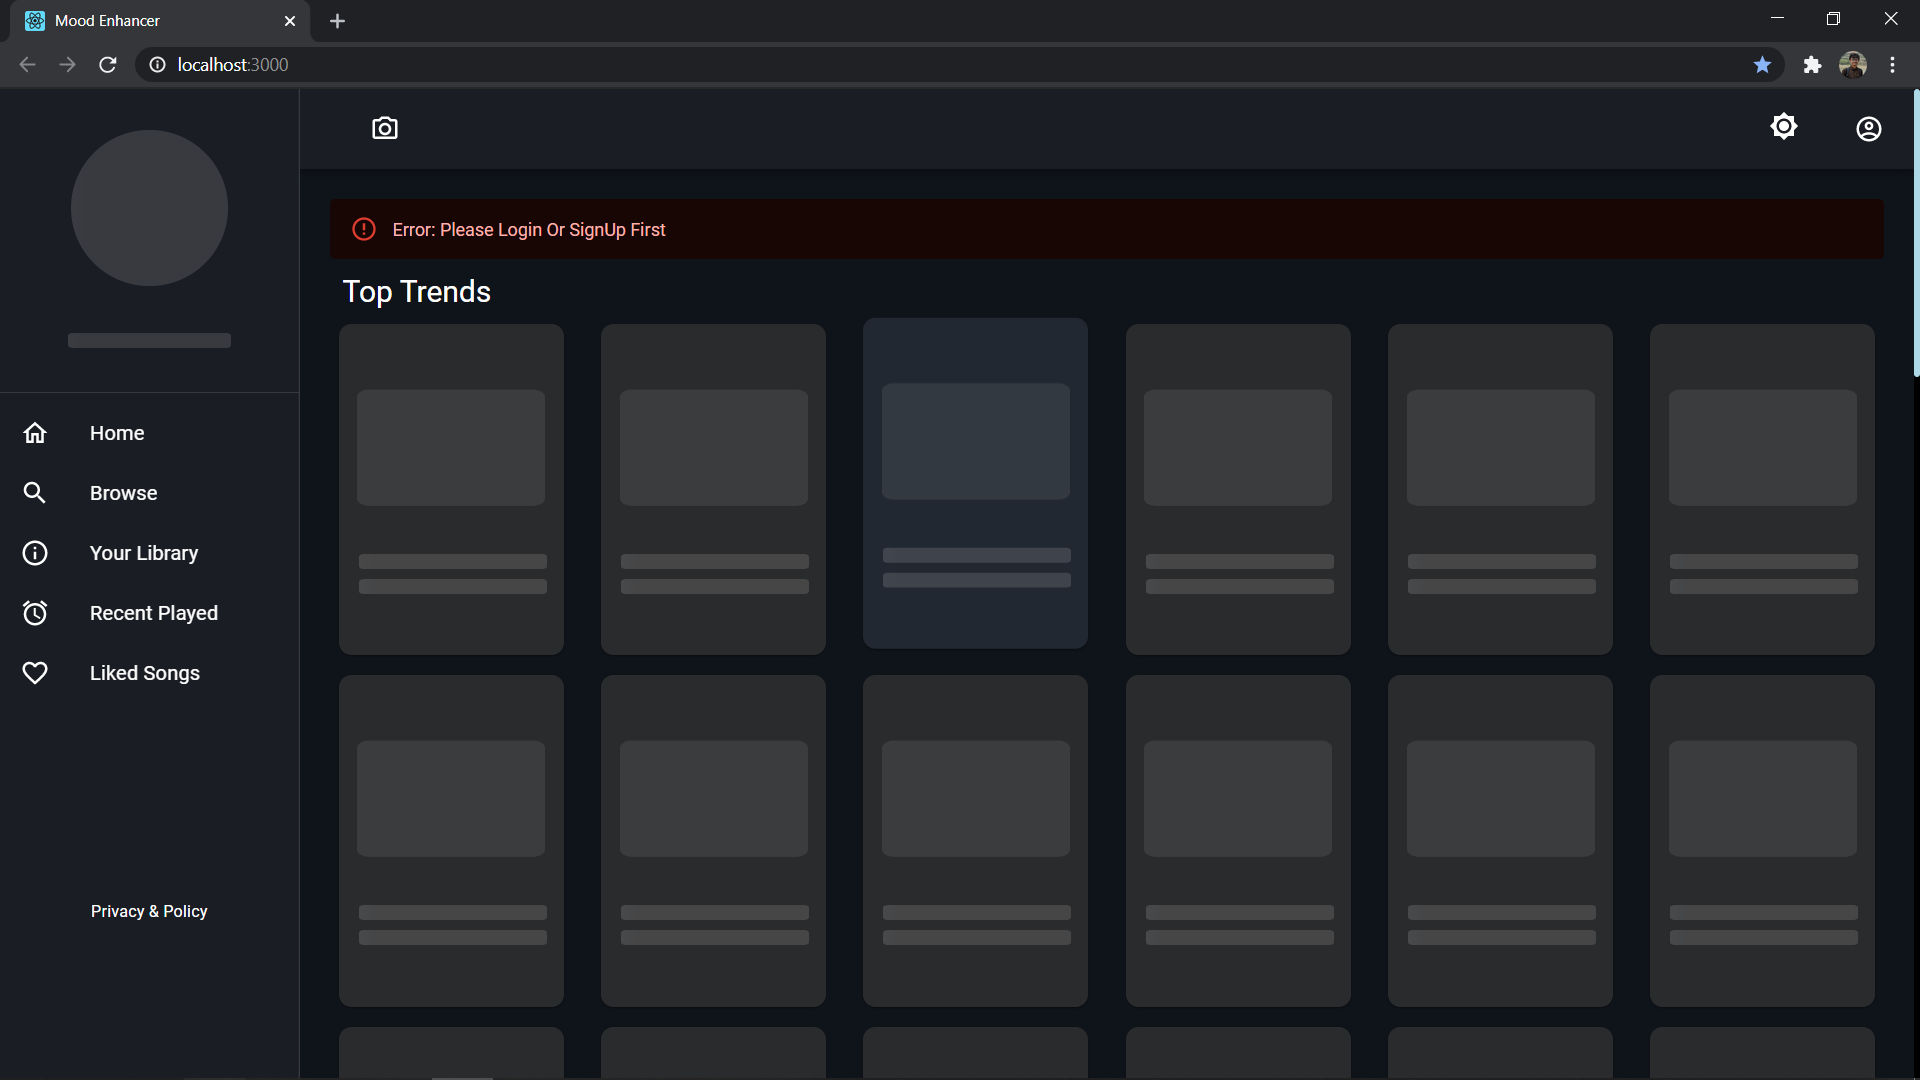 Mood Enhancer
localhost:3000
Error: Please Login Or SignUp First
Top Trends
Home
Browse
Your Library
Recent Played
Liked Songs
Privacy & Policy